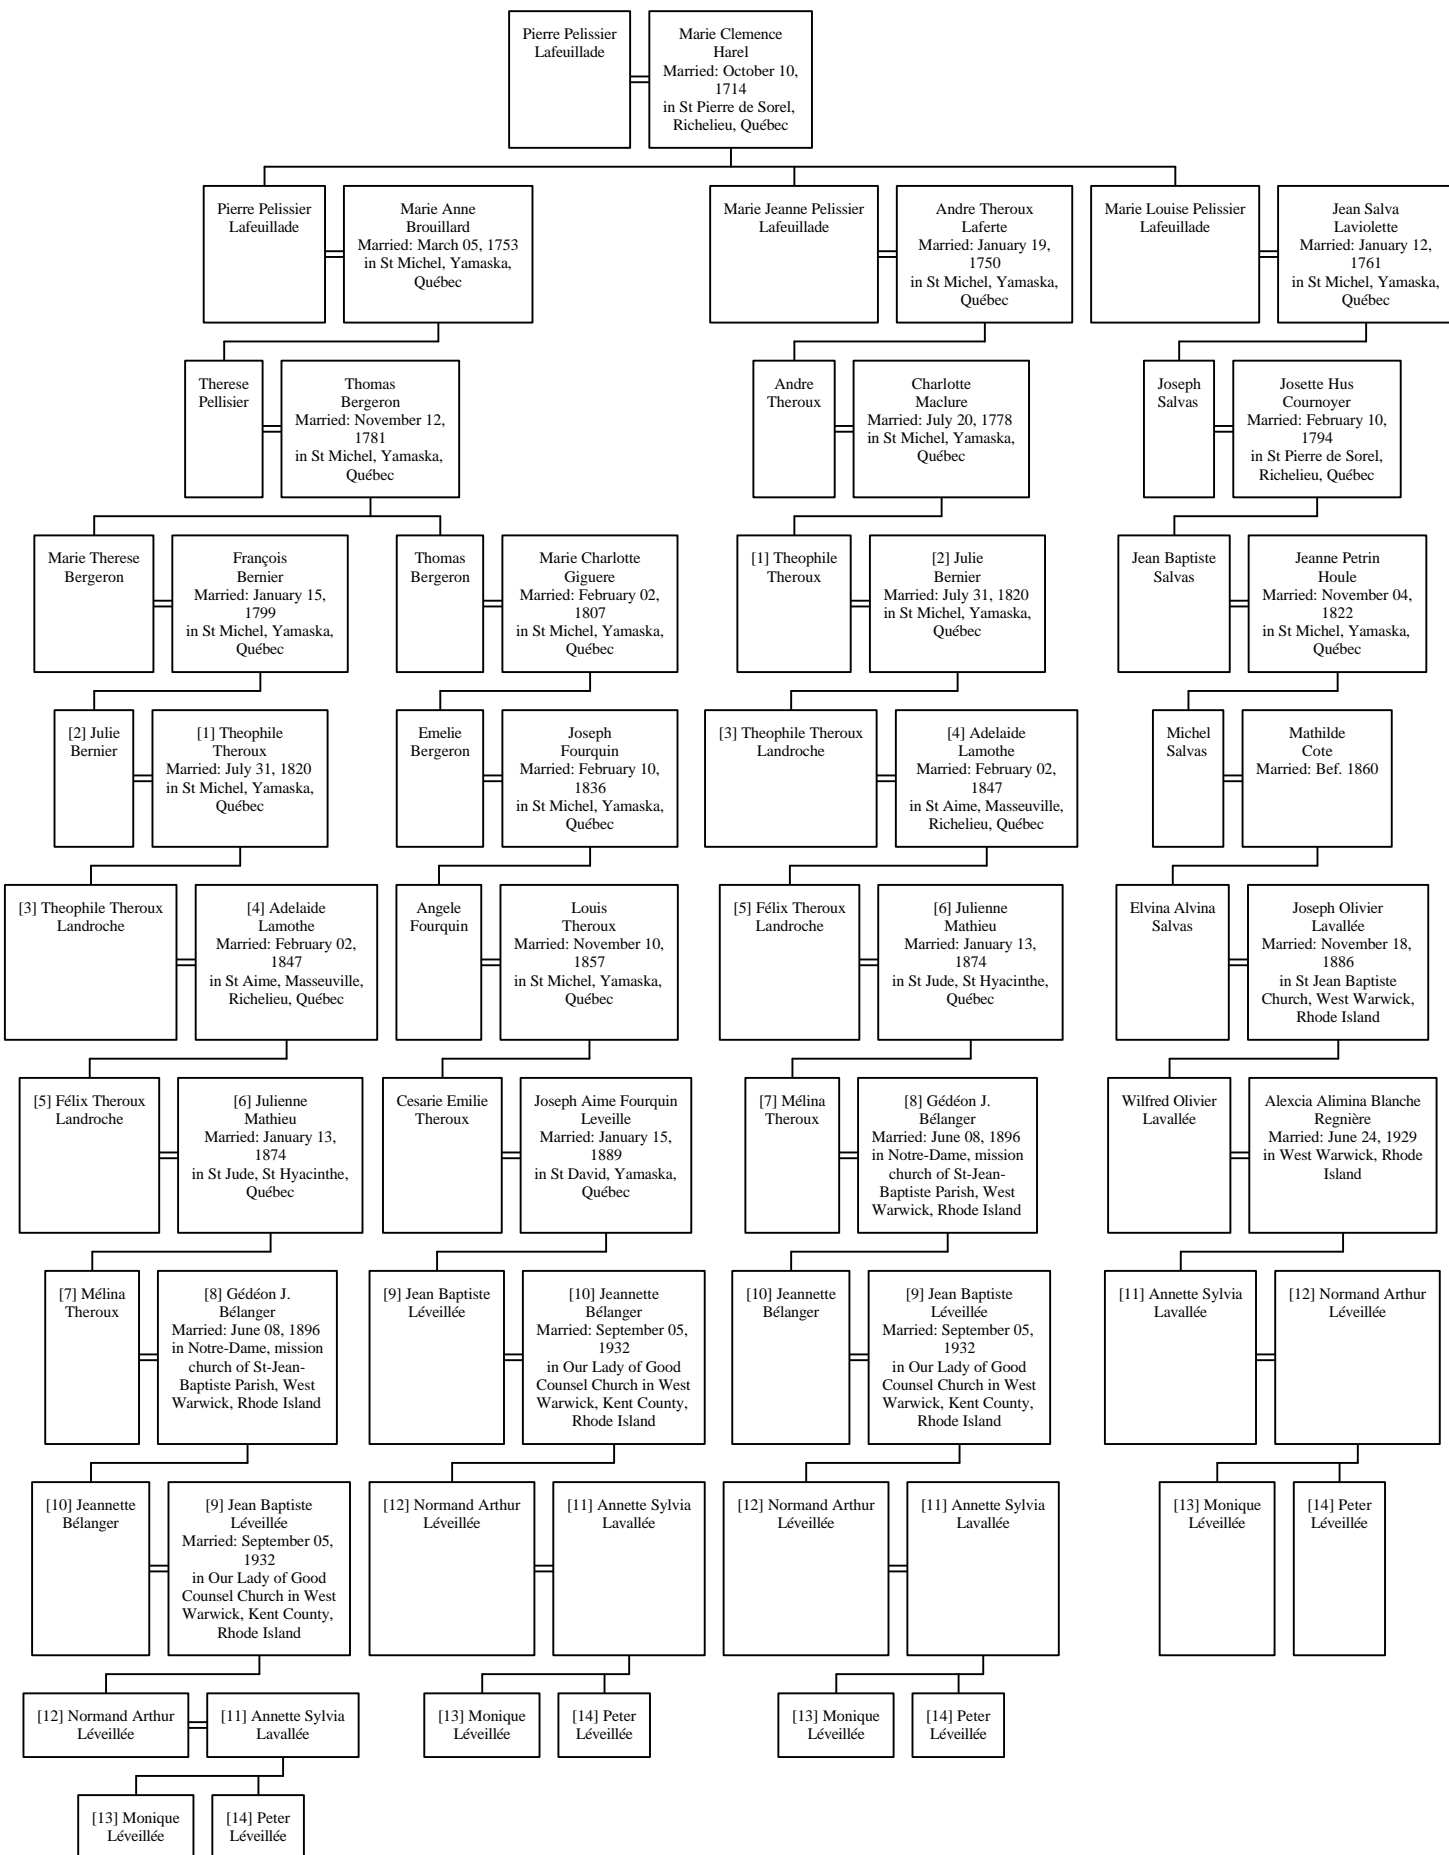 Pierre Pelissier
Lafeuillade
Marie Clemence
Harel
Married: October 10,
1714
in St Pierre de Sorel,
Richelieu, Québec
Pierre Pelissier
Lafeuillade
Marie Anne
Brouillard
Married: March 05, 1753
in St Michel, Yamaska,
Québec
Marie Jeanne Pelissier
Lafeuillade
Andre Theroux
Laferte
Married: January 19,
1750
in St Michel, Yamaska,
Québec
Marie Louise Pelissier
Lafeuillade
Jean Salva
Laviolette
Married: January 12,
1761
in St Michel, Yamaska,
Québec
Therese
Pellisier
Thomas
Bergeron
Married: November 12,
1781
in St Michel, Yamaska,
Québec
Andre
Theroux
Charlotte
Maclure
Married: July 20, 1778
in St Michel, Yamaska,
Québec
Joseph
Salvas
Josette Hus
Cournoyer
Married: February 10,
1794
in St Pierre de Sorel,
Richelieu, Québec
Marie Therese
Bergeron
François
Bernier
Married: January 15,
1799
in St Michel, Yamaska,
Québec
Thomas
Bergeron
Marie Charlotte
Giguere
Married: February 02,
1807
in St Michel, Yamaska,
Québec
[1] Theophile
Theroux
[2] Julie
Bernier
Married: July 31, 1820
in St Michel, Yamaska,
Québec
Jean Baptiste
Salvas
Jeanne Petrin
Houle
Married: November 04,
1822
in St Michel, Yamaska,
Québec
[2] Julie
Bernier
[1] Theophile
Theroux
Married: July 31, 1820
in St Michel, Yamaska,
Québec
Emelie
Bergeron
Joseph
Fourquin
Married: February 10,
1836
in St Michel, Yamaska,
Québec
[3] Theophile Theroux
Landroche
[4] Adelaide
Lamothe
Married: February 02,
1847
in St Aime, Masseuville,
Richelieu, Québec
Michel
Salvas
Mathilde
Cote
Married: Bef. 1860
[3] Theophile Theroux
Landroche
[4] Adelaide
Lamothe
Married: February 02,
1847
in St Aime, Masseuville,
Richelieu, Québec
Angele
Fourquin
Louis
Theroux
Married: November 10,
1857
in St Michel, Yamaska,
Québec
[5] Félix Theroux
Landroche
[6] Julienne
Mathieu
Married: January 13,
1874
in St Jude, St Hyacinthe,
Québec
Elvina Alvina
Salvas
Joseph Olivier
Lavallée
Married: November 18,
1886
in St Jean Baptiste
Church, West Warwick,
Rhode Island
[5] Félix Theroux
Landroche
[6] Julienne
Mathieu
Married: January 13,
1874
in St Jude, St Hyacinthe,
Québec
Cesarie Emilie
Theroux
Joseph Aime Fourquin
Leveille
Married: January 15,
1889
in St David, Yamaska,
Québec
[7] Mélina
Theroux
[8] Gédéon J.
Bélanger
Married: June 08, 1896
in Notre-Dame, mission
church of St-Jean-
Baptiste Parish, West
Warwick, Rhode Island
Wilfred Olivier
Lavallée
Alexcia Alimina Blanche
Regnière
Married: June 24, 1929
in West Warwick, Rhode
Island
[7] Mélina
Theroux
[8] Gédéon J.
Bélanger
Married: June 08, 1896
in Notre-Dame, mission
church of St-Jean-
Baptiste Parish, West
Warwick, Rhode Island
[9] Jean Baptiste
Léveillée
[10] Jeannette
Bélanger
Married: September 05,
1932
in Our Lady of Good
Counsel Church in West
Warwick, Kent County,
Rhode Island
[10] Jeannette
Bélanger
[9] Jean Baptiste
Léveillée
Married: September 05,
1932
in Our Lady of Good
Counsel Church in West
Warwick, Kent County,
Rhode Island
[11] Annette Sylvia
Lavallée
[12] Normand Arthur
Léveillée
[10] Jeannette
Bélanger
[9] Jean Baptiste
Léveillée
Married: September 05,
1932
in Our Lady of Good
Counsel Church in West
Warwick, Kent County,
Rhode Island
[12] Normand Arthur
Léveillée
[11] Annette Sylvia
Lavallée
[12] Normand Arthur
Léveillée
[11] Annette Sylvia
Lavallée
[13] Monique
Léveillée
[14] Peter
Léveillée
[12] Normand Arthur
Léveillée
[11] Annette Sylvia
Lavallée
[13] Monique
Léveillée
[14] Peter
Léveillée
[13] Monique
Léveillée
[14] Peter
Léveillée
[13] Monique
Léveillée
[14] Peter
Léveillée